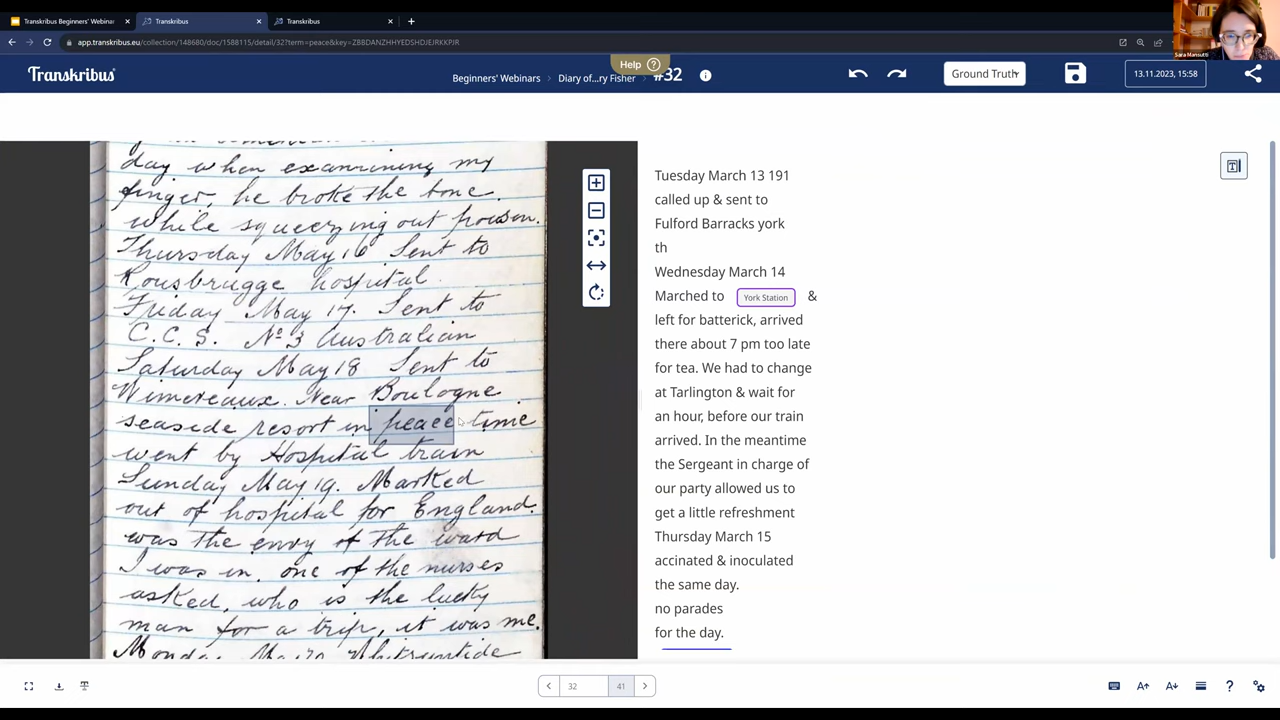 Transkribus Beginners' Webinar
Transkribus
Transkribus
app.transkribus.eu/collection/148680/doc/1588115/detail/32?term=peace&key=ZBBDANZHHYEDSHDJEJRKKPJR
Sara Mansutti
Transkribus
Beginners' Webinars
Diary of...ry Fisher
#32
Help ?
Ground Truth
13.11.2023, 15:58
day when examining my
finger, he broke the bone
while squeezing out poison.
Thursday May 16 Sent to
Rousbrugge hospital
Friday May 17. Sent to
C.C.S. No 3 Australian
Saturday May 18 Sent to
Wimereaux. Near Boulogne
seaside resort in peace time
went by Hospital train
Sunday May 19. Marked
out of hospital for England.
was the envy of the ward
I was in. one of the nurses
asked, who is the lucky
man for a trip, it was me.
Monday May 20 Whitsuntide
Tuesday March 13 191
called up & sent to
Fulford Barracks york
th
Wednesday March 14
Marched to York Station &
left for batterick, arrived
there about 7 pm too late
for tea. We had to change
at Tarlington & wait for
an hour, before our train
arrived. In the meantime
the Sergeant in charge of
our party allowed us to
get a little refreshment
Thursday March 15
accinated & inoculated
the same day.
no parades
for the day.
32
41